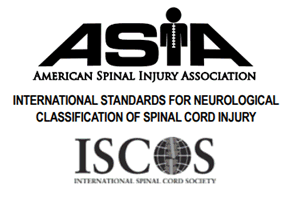 ASIA
AMERICAN SPINAL INJURY ASSOCIATION
INTERNATIONAL STANDARDS FOR NEUROLOGICAL
CLASSIFICATION OF SPINAL CORD INJURY
ISCOS
INTERNATIONAL SPINAL CORD SOCIETY